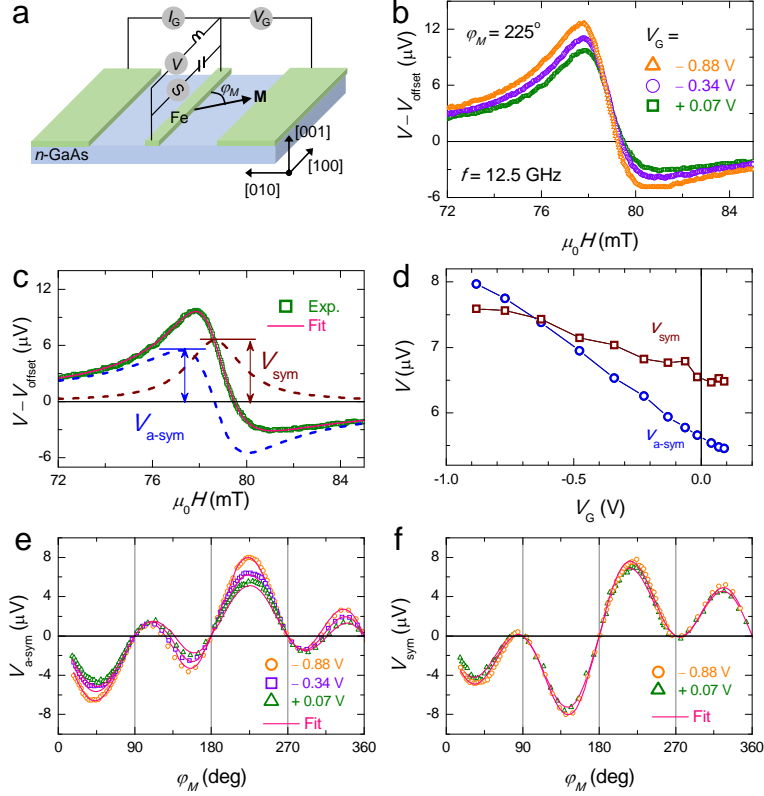 a
I_G
V_G
V
S
φ_M
M
Fe
n-GaAs
[001]
[100]
[010]
b
V – V_offset (μV)
12
6
0
-6
φ_M = 225°
V_G =
– 0.88 V
– 0.34 V
+ 0.07 V
f = 12.5 GHz
72 76 80 84
μ₀H (mT)
c
V – V_offset (μV)
12
6
0
-6
Exp.
Fit
V_sym
V_a-sym
72 76 80 84
μ₀H (mT)
d
V (μV)
8
7
6
V_sym
V_a-sym
-1.0 -0.5 0.0
V_G (V)
e
V_a-sym (μV)
8
4
0
-4
-8
– 0.88 V
– 0.34 V
+ 0.07 V
Fit
0 90 180 270 360
φ_M (deg)
f
V_sym (μV)
8
4
0
-4
-8
– 0.88 V
+ 0.07 V
Fit
0 90 180 270 360
φ_M (deg)